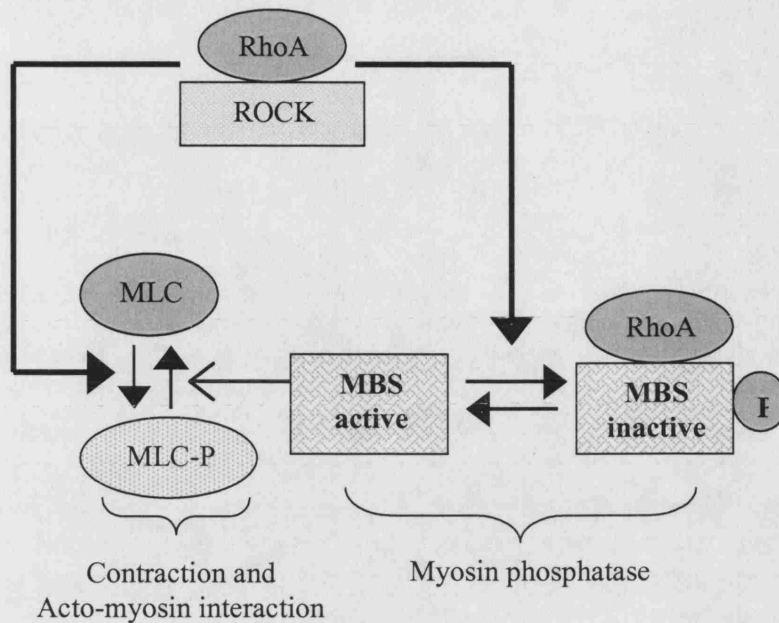 RhoA
ROCK
MLC
RhoA
MBS
active
MBS
inactive
MLC-P
Contraction and
Acto-myosin interaction
Myosin phosphatase